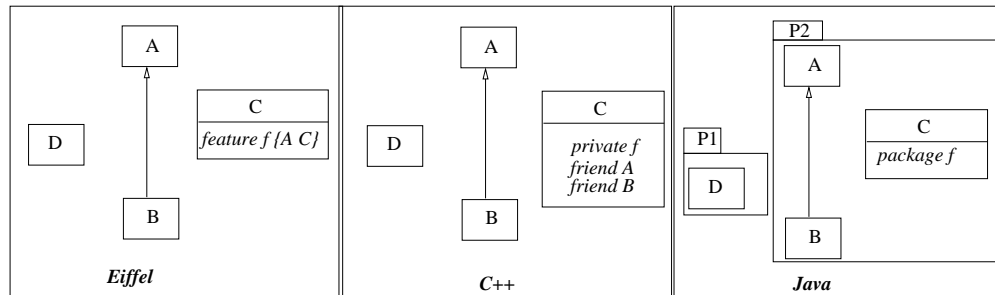 A
C
feature f {A C}
D
B
Eiffel
A
C
private f
friend A
friend B
D
B
C++
P2
A
C
package f
P1
D
B
Java